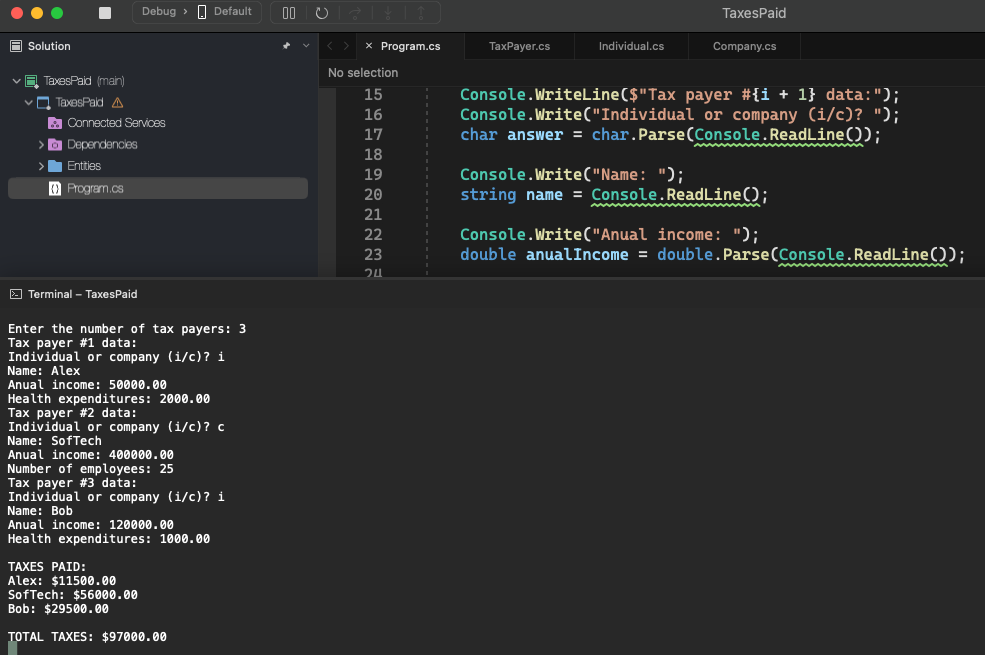 Debug › Default
TaxesPaid
Solution
Program.cs TaxPayer.cs Individual.cs Company.cs
No selection
TaxesPaid (main)
TaxesPaid
Connected Services
Dependencies
Entities
Program.cs
15 Console.WriteLine($"Tax payer #{i + 1} data:");
16 Console.Write("Individual or company (i/c)? ");
17 char answer = char.Parse(Console.ReadLine());
18
19 Console.Write("Name: ");
20 string name = Console.ReadLine();
21
22 Console.Write("Anual income: ");
23 double anualIncome = double.Parse(Console.ReadLine());
24
Terminal – TaxesPaid
Enter the number of tax payers: 3
Tax payer #1 data:
Individual or company (i/c)? i
Name: Alex
Anual income: 50000.00
Health expenditures: 2000.00
Tax payer #2 data:
Individual or company (i/c)? c
Name: SofTech
Anual income: 400000.00
Number of employees: 25
Tax payer #3 data:
Individual or company (i/c)? i
Name: Bob
Anual income: 120000.00
Health expenditures: 1000.00
TAXES PAID:
Alex: $11500.00
SofTech: $56000.00
Bob: $29500.00
TOTAL TAXES: $97000.00